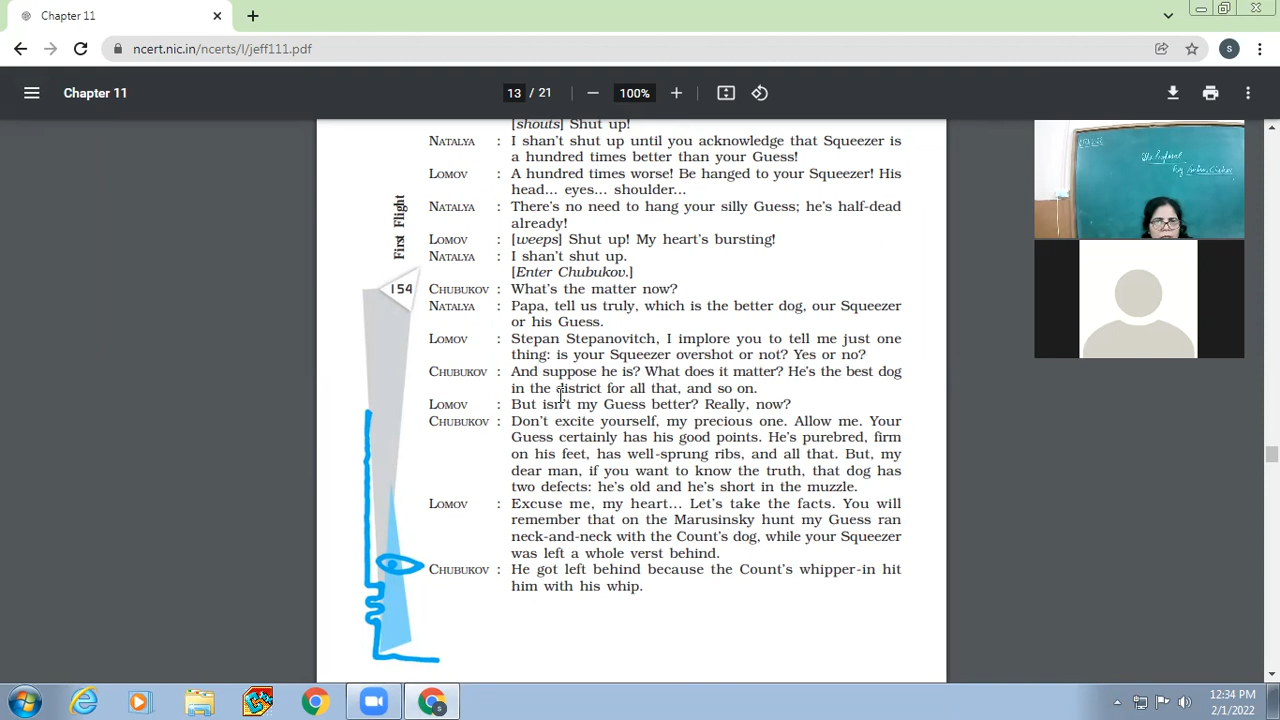 Chapter 11
ncert.nic.in/ncerts/l/jeff111.pdf
S
Chapter 11
13 / 21
100%
[shouts] Shut up!
NATALYA : I shan't shut up until you acknowledge that Squeezer is
a hundred times better than your Guess!
LOMOV : A hundred times worse! Be hanged to your Squeezer! His
head... eyes... shoulder...
NATALYA : There's no need to hang your silly Guess; he's half-dead
already!
LOMOV : [weeps] Shut up! My heart's bursting!
NATALYA : I shan't shut up.
[Enter Chubukov.]
CHUBUKOV : What's the matter now?
NATALYA : Papa, tell us truly, which is the better dog, our Squeezer
or his Guess.
LOMOV : Stepan Stepanovitch, I implore you to tell me just one
thing: is your Squeezer overshot or not? Yes or no?
CHUBUKOV : And suppose he is? What does it matter? He's the best dog
in the district for all that, and so on.
LOMOV : But isn't my Guess better? Really, now?
CHUBUKOV : Don't excite yourself, my precious one. Allow me. Your
Guess certainly has his good points. He's purebred, firm
on his feet, has well-sprung ribs, and all that. But, my
dear man, if you want to know the truth, that dog has
two defects: he's old and he's short in the muzzle.
LOMOV : Excuse me, my heart... Let's take the facts. You will
remember that on the Marusinsky hunt my Guess ran
neck-and-neck with the Count's dog, while your Squeezer
was left a whole verst behind.
CHUBUKOV : He got left behind because the Count's whipper-in hit
him with his whip.
First Flight
154
The Proposal
By Anton Chekov
12:34 PM
2/1/2022